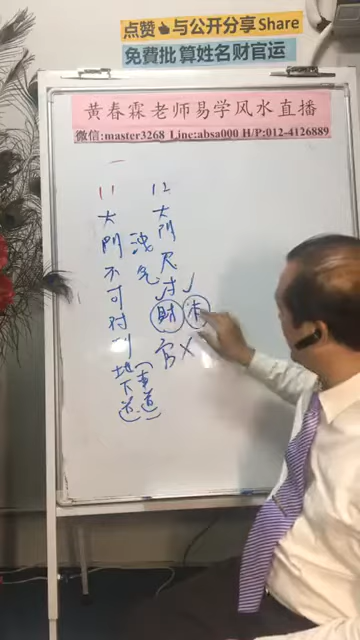 点赞👍与公开分享Share
免費批算姓名财官运
黄春霖老师易学风水直播
微信:master3268 Line:absa000 H/P:012-4126889
11
大門不可对到地下道
(車道)
浊气
12
大门尺寸
財
官 X